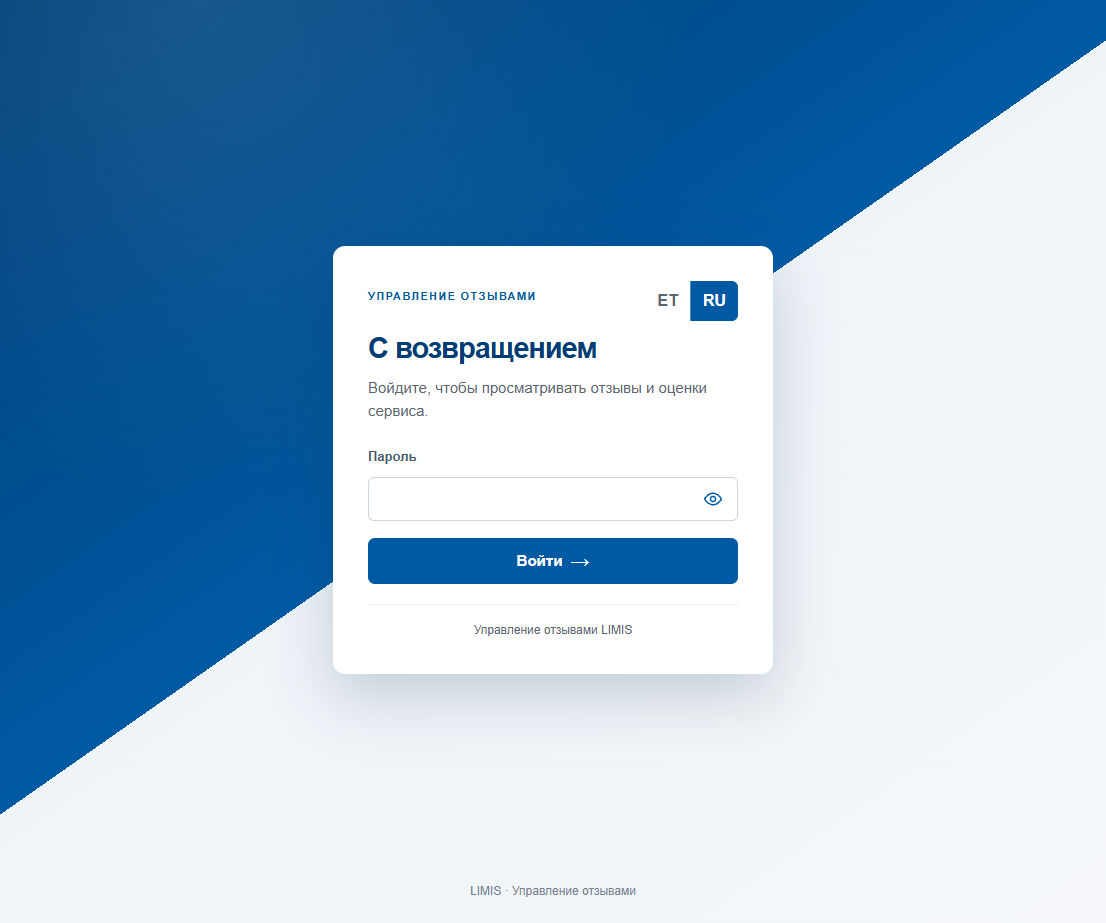 УПРАВЛЕНИЕ ОТЗЫВАМИ
ET RU
С возвращением
Войдите, чтобы просматривать отзывы и оценки
сервиса.
Пароль
Войти →
Управление отзывами LIMIS
LIMIS · Управление отзывами